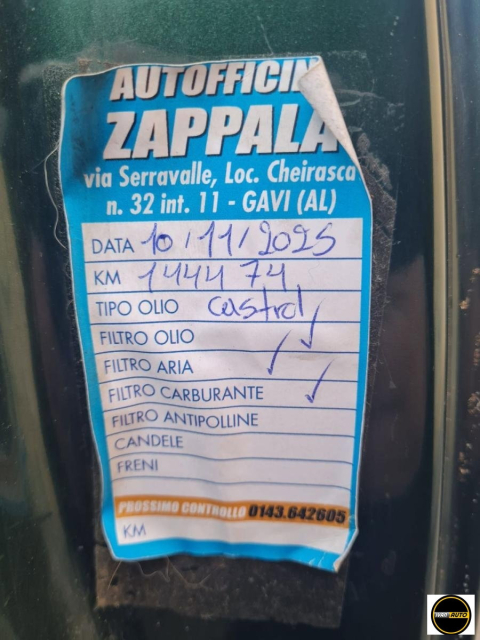 AUTOFFICIN
ZAPPALA
via Serravalle, Loc. Cheirasca
n. 32 int. 11 - GAVI (AL)
DATA 10/11/2025
KM 144474
TIPO OLIO castrol
FILTRO OLIO ✓
FILTRO ARIA ✓
FILTRO CARBURANTE ✓
FILTRO ANTIPOLLINE
CANDELE
FRENI
PROSSIMO CONTROLLO 0143.642605
KM